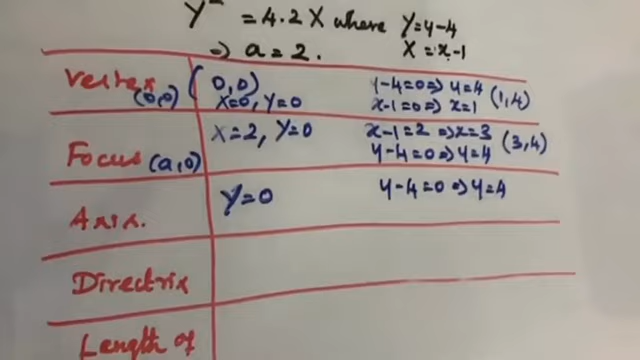 Y² = 4.2 X where Y=y-4
⇒ a = 2. X = x-1
Vertex (0,0) (0,0) X=0, Y=0 y-4=0 ⇒ y=4 x-1=0 ⇒ x=1 (1,4)
Focus (a,0) X=2, Y=0 x-1=2 ⇒ x=3 y-4=0 ⇒ y=4 (3,4)
Axis. Y=0 y-4=0 ⇒ y=4
Directrix
Length of